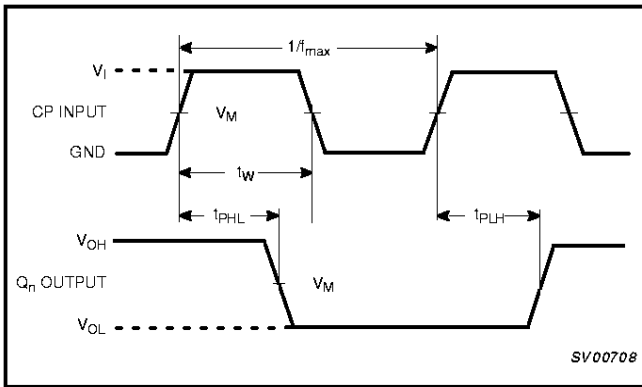 1/fmax
VI
CP INPUT
VM
GND
tW
tPHL
tPLH
VOH
Qn OUTPUT
VM
VOL
SV00708